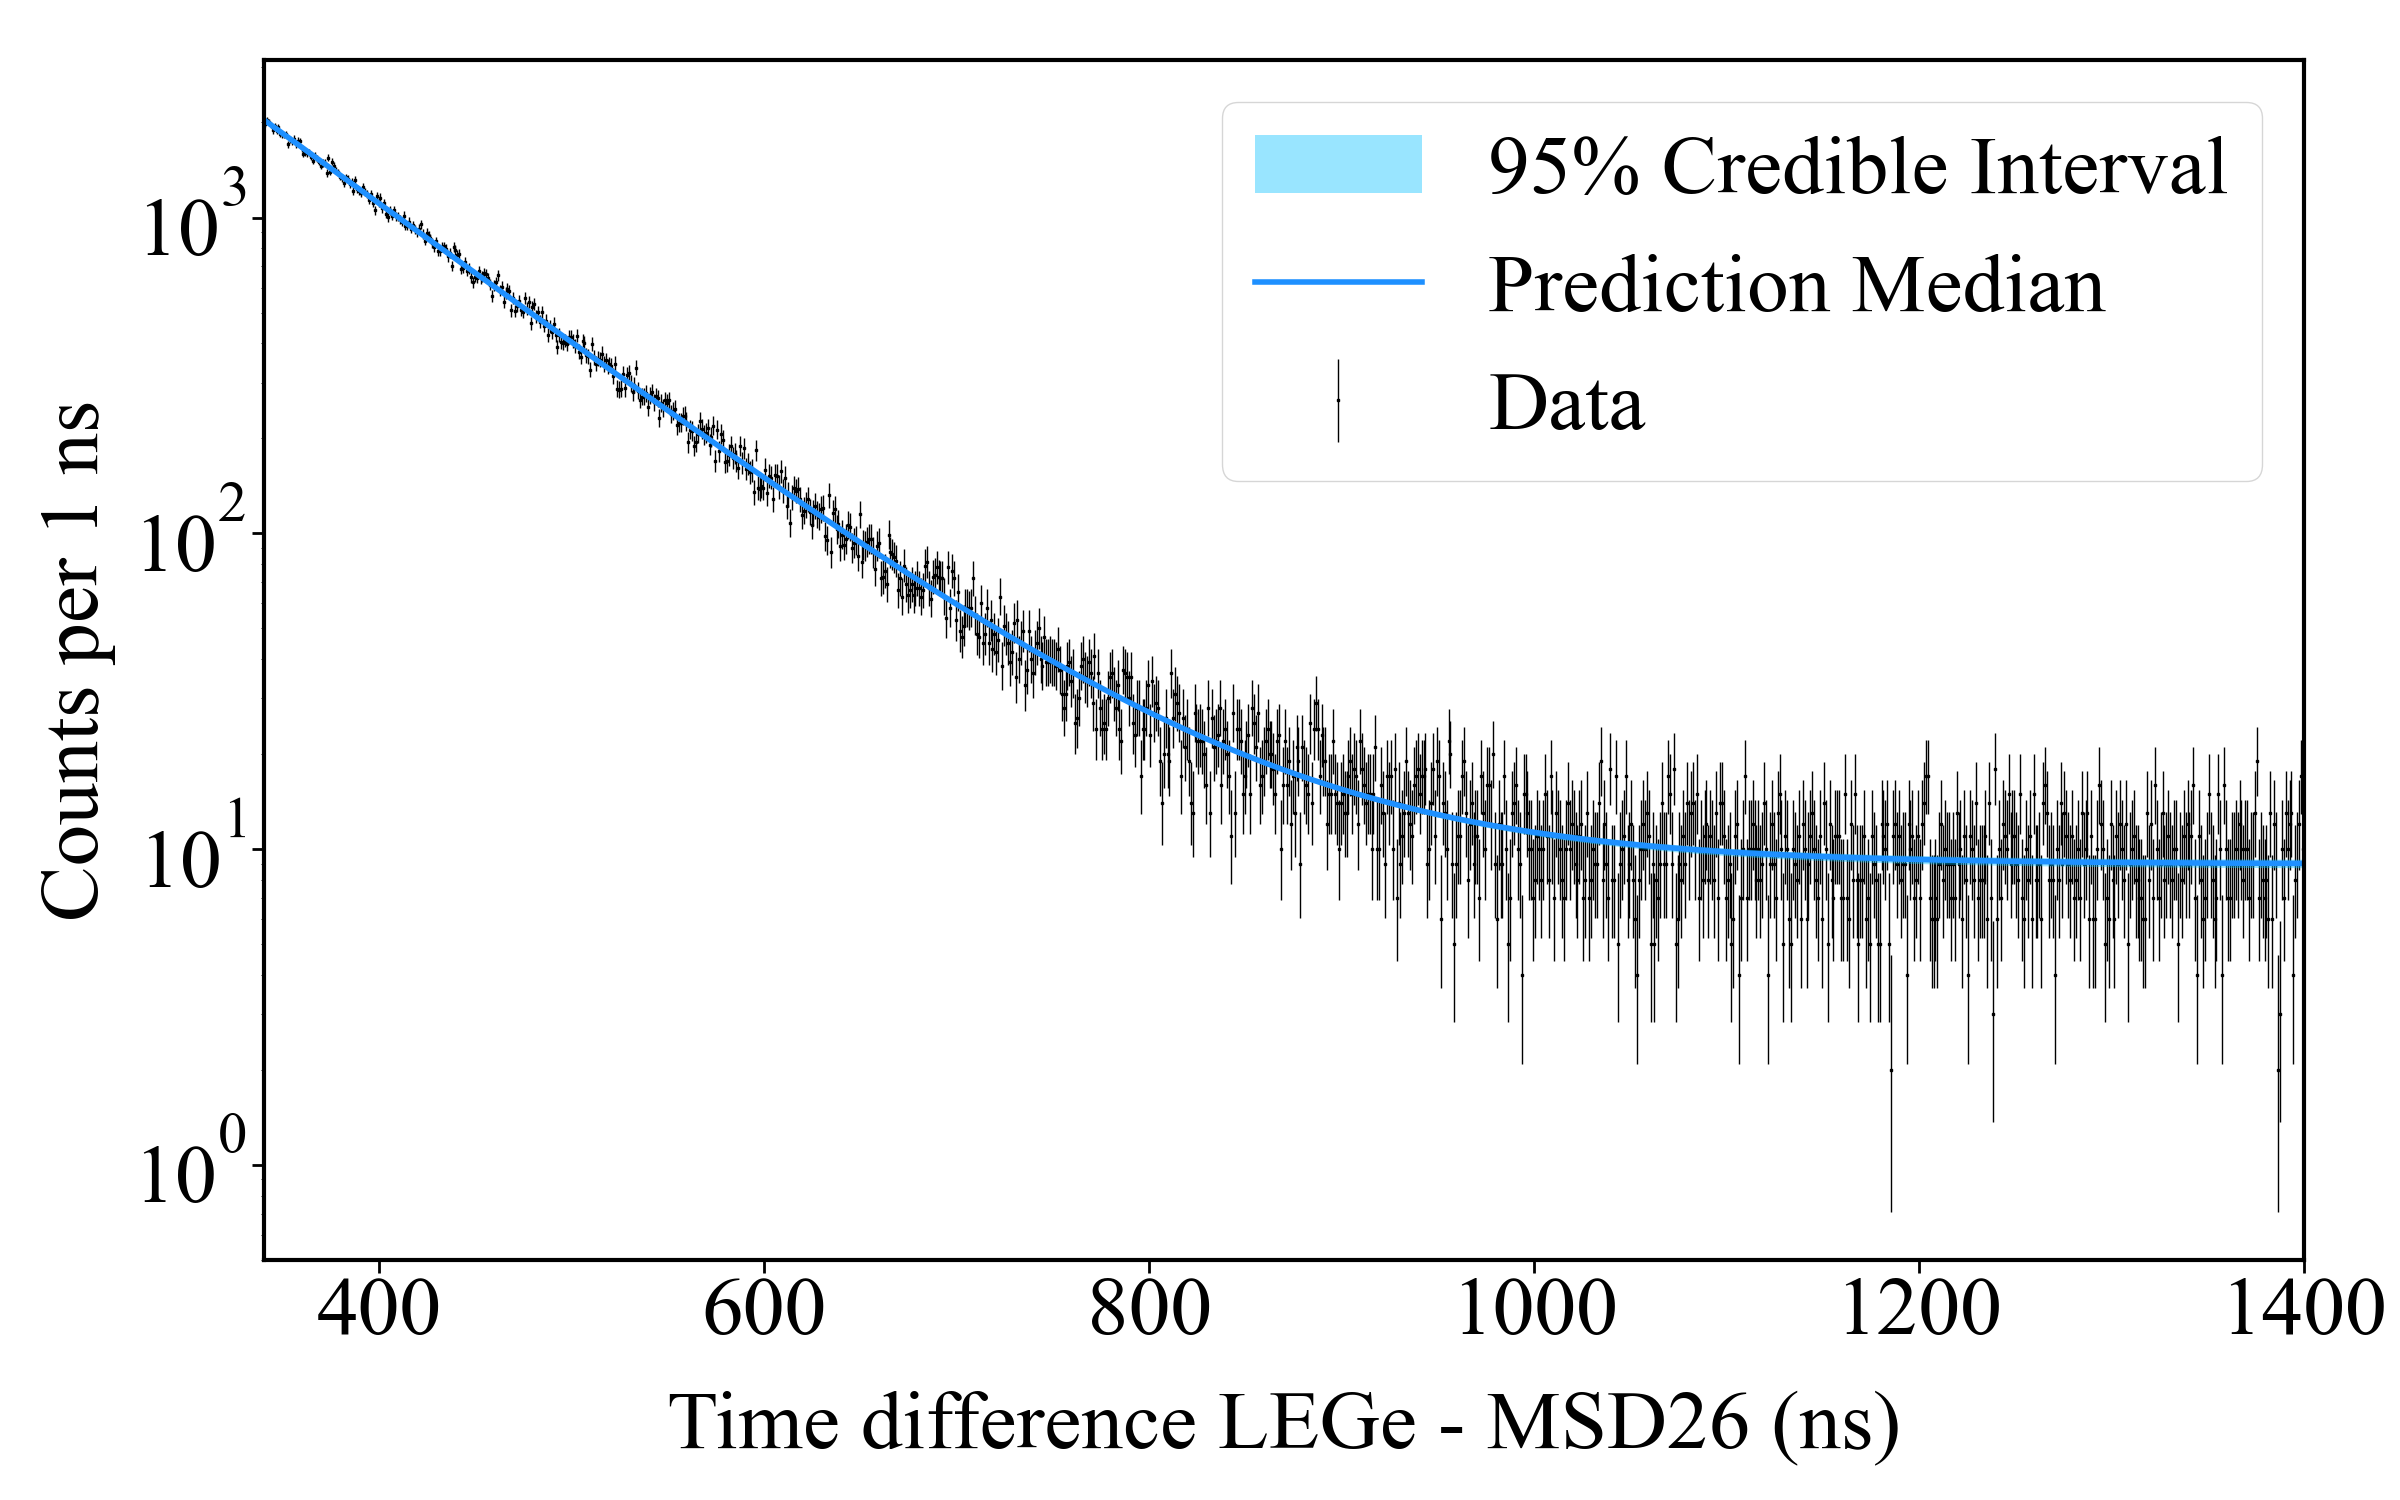 95% Credible Interval
Prediction Median
Data
Counts per 1 ns
10^3
10^2
10^1
10^0
400 600 800 1000 1200 1400
Time difference LEGe - MSD26 (ns)